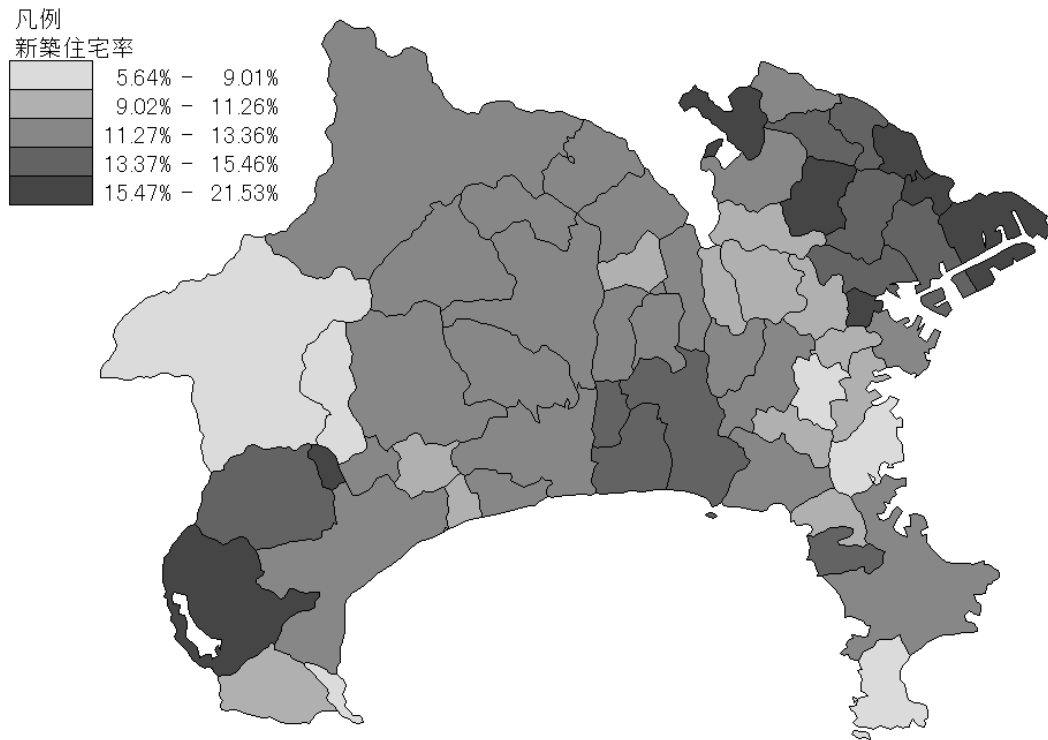 凡例
新築住宅率
5.64% - 9.01%
9.02% - 11.26%
11.27% - 13.36%
13.37% - 15.46%
15.47% - 21.53%